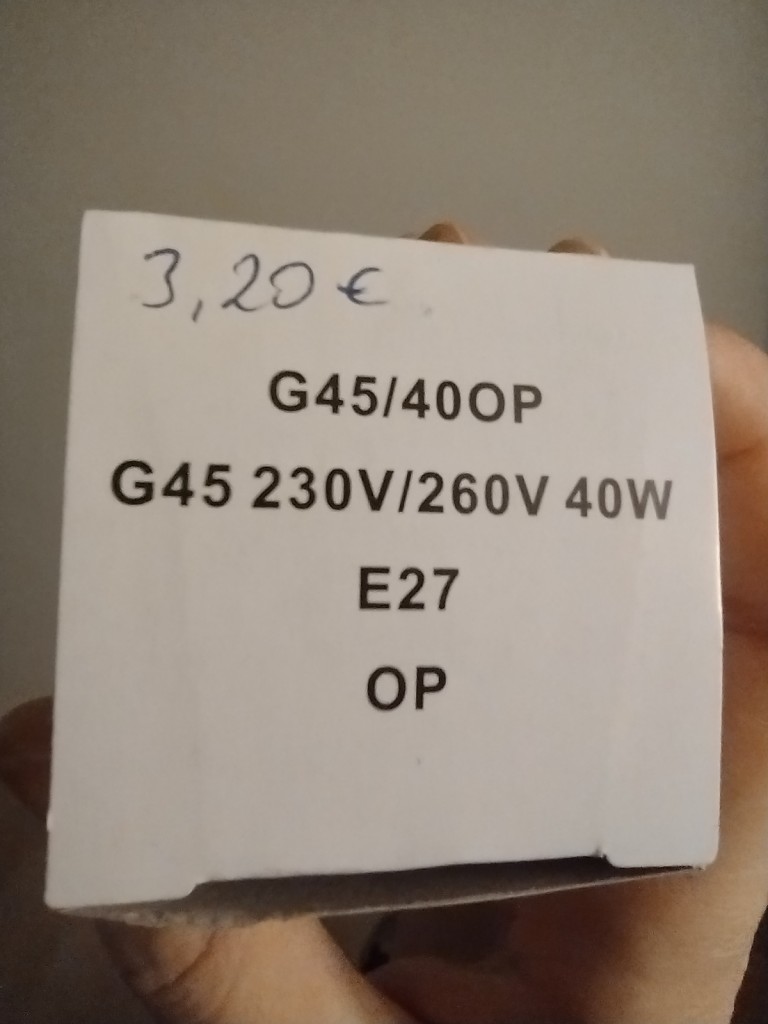 3,20 €
G45/40OP
G45 230V/260V 40W
E27
OP